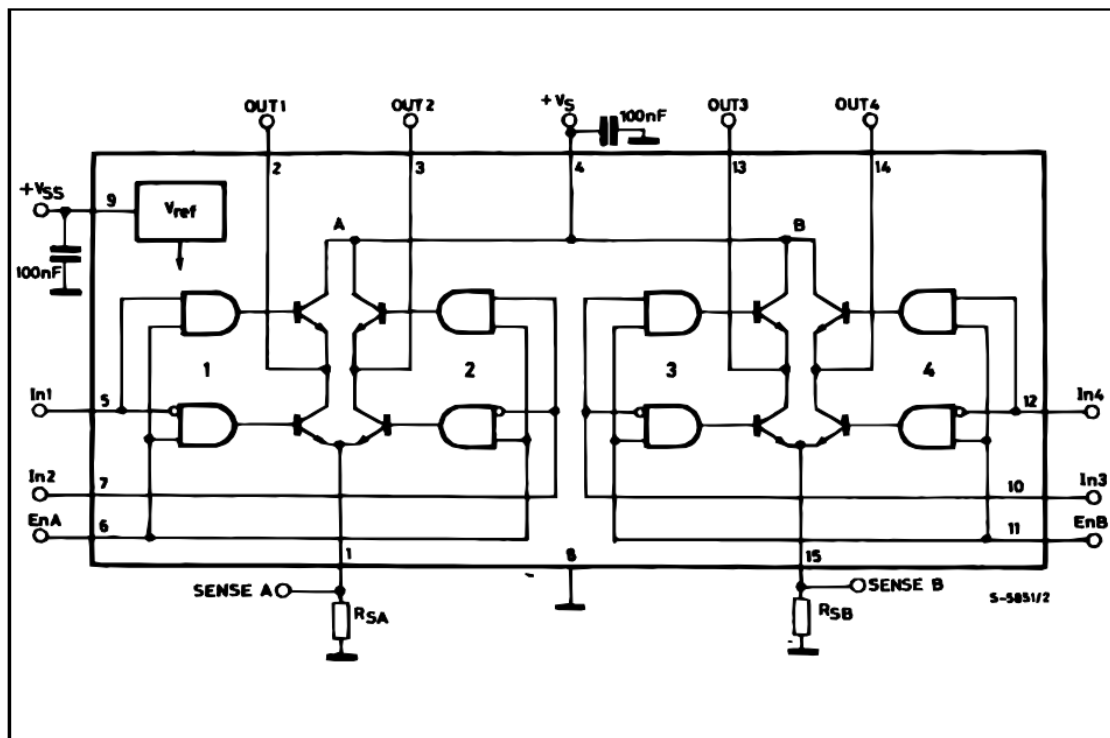 OUT1 OUT2 +VS 100nF OUT3 OUT4
2 3 4 13 14
+VSS 9 Vref
A B
100nF
1 2 3 4
In1 5 12 In4
In2 7 10 In3
EnA 6 11 EnB
1 8 15
SENSE A SENSE B
RSA RSB
S-5851/2